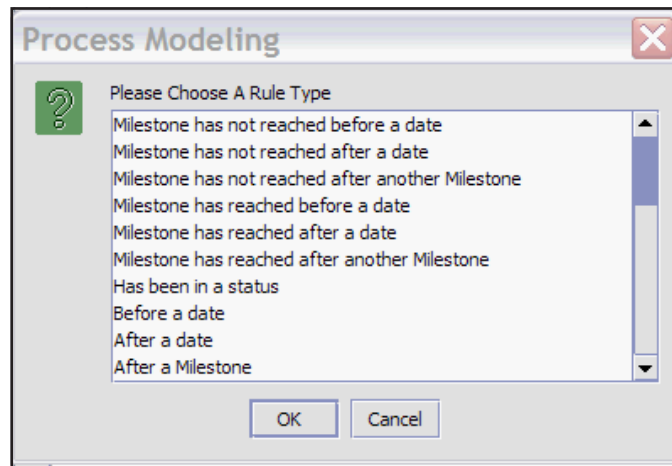 Process Modeling
Please Choose A Rule Type
Milestone has not reached before a date
Milestone has not reached after a date
Milestone has not reached after another Milestone
Milestone has reached before a date
Milestone has reached after a date
Milestone has reached after another Milestone
Has been in a status
Before a date
After a date
After a Milestone
OK Cancel